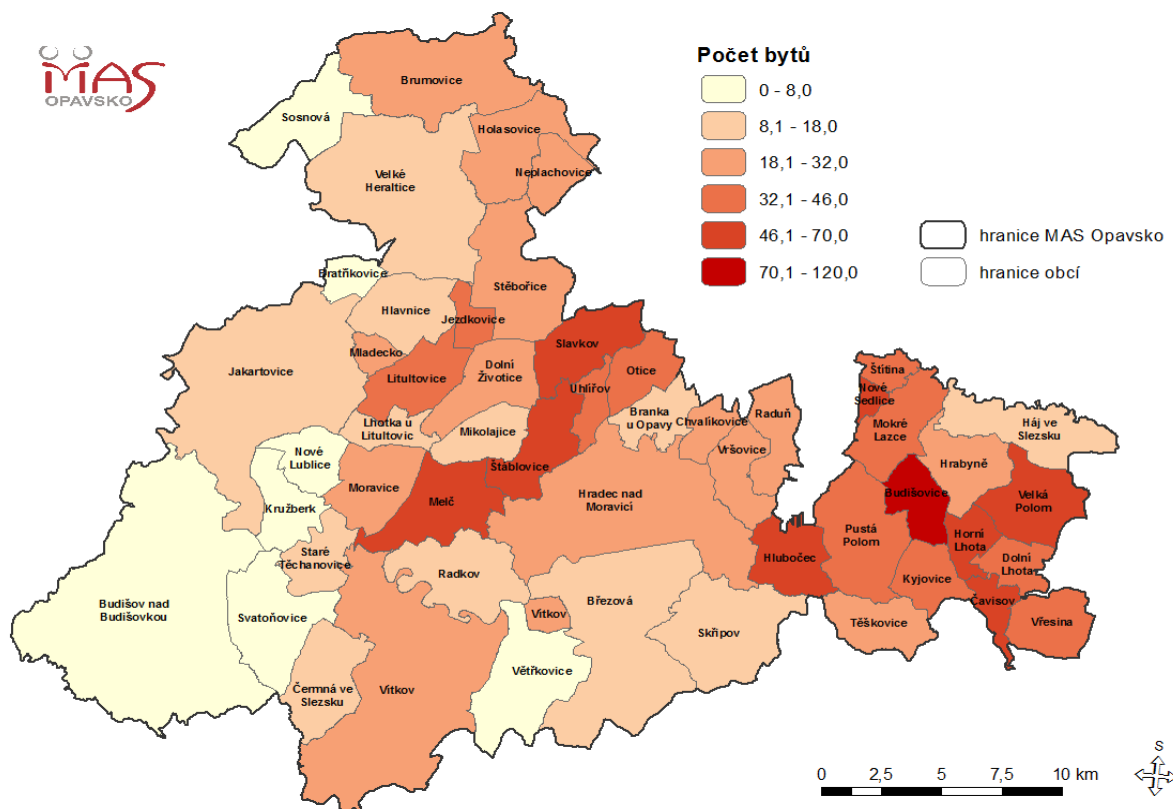 MAS
OPAVSKO
Počet bytů
0 - 8,0
8,1 - 18,0
18,1 - 32,0
32,1 - 46,0
46,1 - 70,0
70,1 - 120,0
hranice MAS Opavsko
hranice obcí
Brumovice
Sosnová
Holasovice
Velké
Heraltice
Neplachovice
Bratříkovice
Stěbořice
Hlavnice
Jezdkovice
Slavkov
Mladecko
Dolní
Životice
Jakartovice
Litultovice
Uhlířov
Otice
Štítina
Nové
Sedlice
Lhotka u
Litultovic
Mikolajice
Branka
u Opavy
Chvalíkovice
Raduň
Mokré
Lazce
Háj ve
Slezsku
Nové
Lublice
Vršovice
Hrabyně
Štáblovice
Moravice
Melč
Hradec nad
Moravicí
Budišovice
Velká
Polom
Kružberk
Pustá
Polom
Horní
Lhota
Staré
Těchanovice
Hlubočec
Dolní
Lhota
Radkov
Kyjovice
Budišov nad
Budišovkou
Svatoňovice
Vítkov
Březová
Čavisov
Těškovice
Vřesina
Skřipov
Větřkovice
Čermná ve
Slezsku
Vítkov
S
0 2,5 5 7,5 10 km